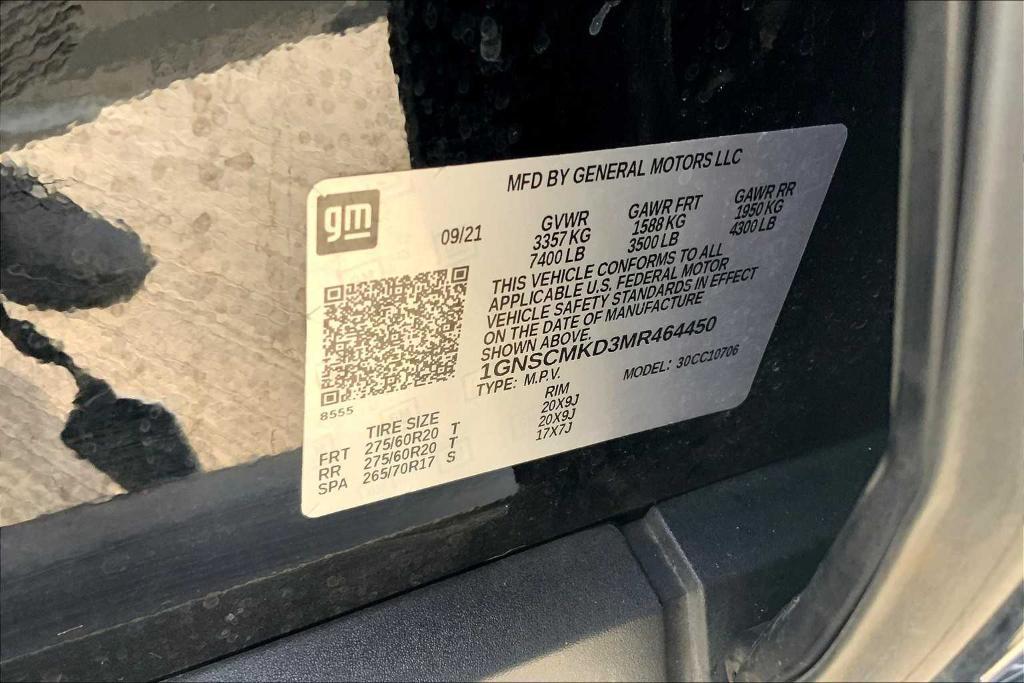 MFD BY GENERAL MOTORS LLC
gm
09/21
GVWR GAWR FRT GAWR RR
3357 KG 1588 KG 1950 KG
7400 LB 3500 LB 4300 LB
THIS VEHICLE CONFORMS TO ALL
APPLICABLE U.S. FEDERAL MOTOR
VEHICLE SAFETY STANDARDS IN EFFECT
ON THE DATE OF MANUFACTURE
SHOWN ABOVE.
1GNSCMKD3MR464450
TYPE: M.P.V. MODEL: 30CC10706
8555
TIRE SIZE RIM
FRT 275/60R20 T 20X9J
RR 275/60R20 T 20X9J
SPA 265/70R17 S 17X7J